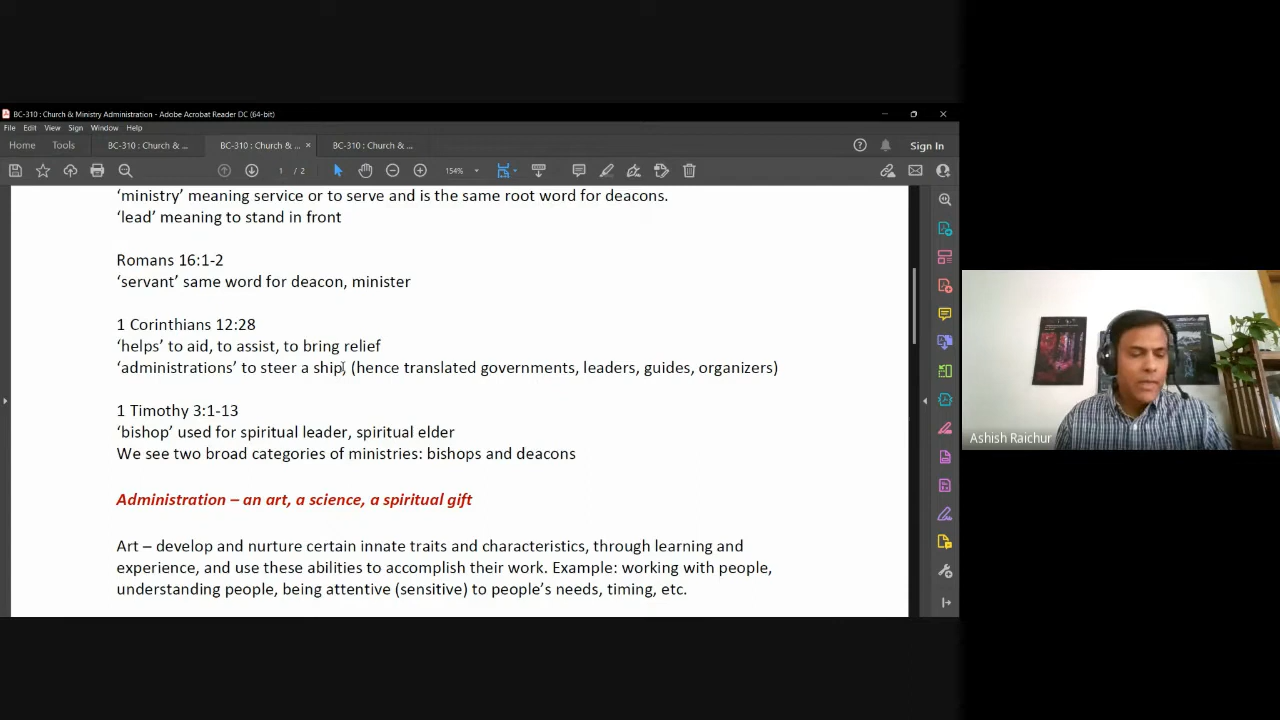 BC-310 : Church & Ministry Administration - Adobe Acrobat Reader DC (64-bit)
File Edit View Sign Window Help
Home Tools BC-310 : Church & ... BC-310 : Church & ... × BC-310 : Church & ... Sign In
1 / 2 154%
‘ministry’ meaning service or to serve and is the same root word for deacons.
‘lead’ meaning to stand in front
Romans 16:1-2
‘servant’ same word for deacon, minister
1 Corinthians 12:28
‘helps’ to aid, to assist, to bring relief
‘administrations’ to steer a ship, (hence translated governments, leaders, guides, organizers)
1 Timothy 3:1-13
‘bishop’ used for spiritual leader, spiritual elder
We see two broad categories of ministries: bishops and deacons
Administration – an art, a science, a spiritual gift
Art – develop and nurture certain innate traits and characteristics, through learning and
experience, and use these abilities to accomplish their work. Example: working with people,
understanding people, being attentive (sensitive) to people’s needs, timing, etc.
Ashish Raichur